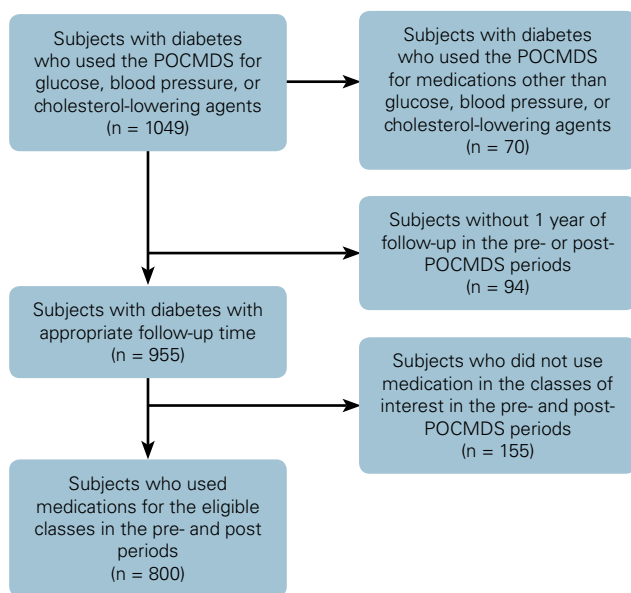 Subjects with diabetes
who used the POCMDS for
glucose, blood pressure, or
cholesterol-lowering agents
(n = 1049)
Subjects with diabetes
who used the POCMDS
for medications other than
glucose, blood pressure, or
cholesterol-lowering agents
(n = 70)
Subjects without 1 year of
follow-up in the pre- or post-
POCMDS periods
(n = 94)
Subjects with diabetes with
appropriate follow-up time
(n = 955)
Subjects who did not use
medication in the classes of
interest in the pre- and post-
POCMDS periods
(n = 155)
Subjects who used
medications for the eligible
classes in the pre- and post
periods
(n = 800)